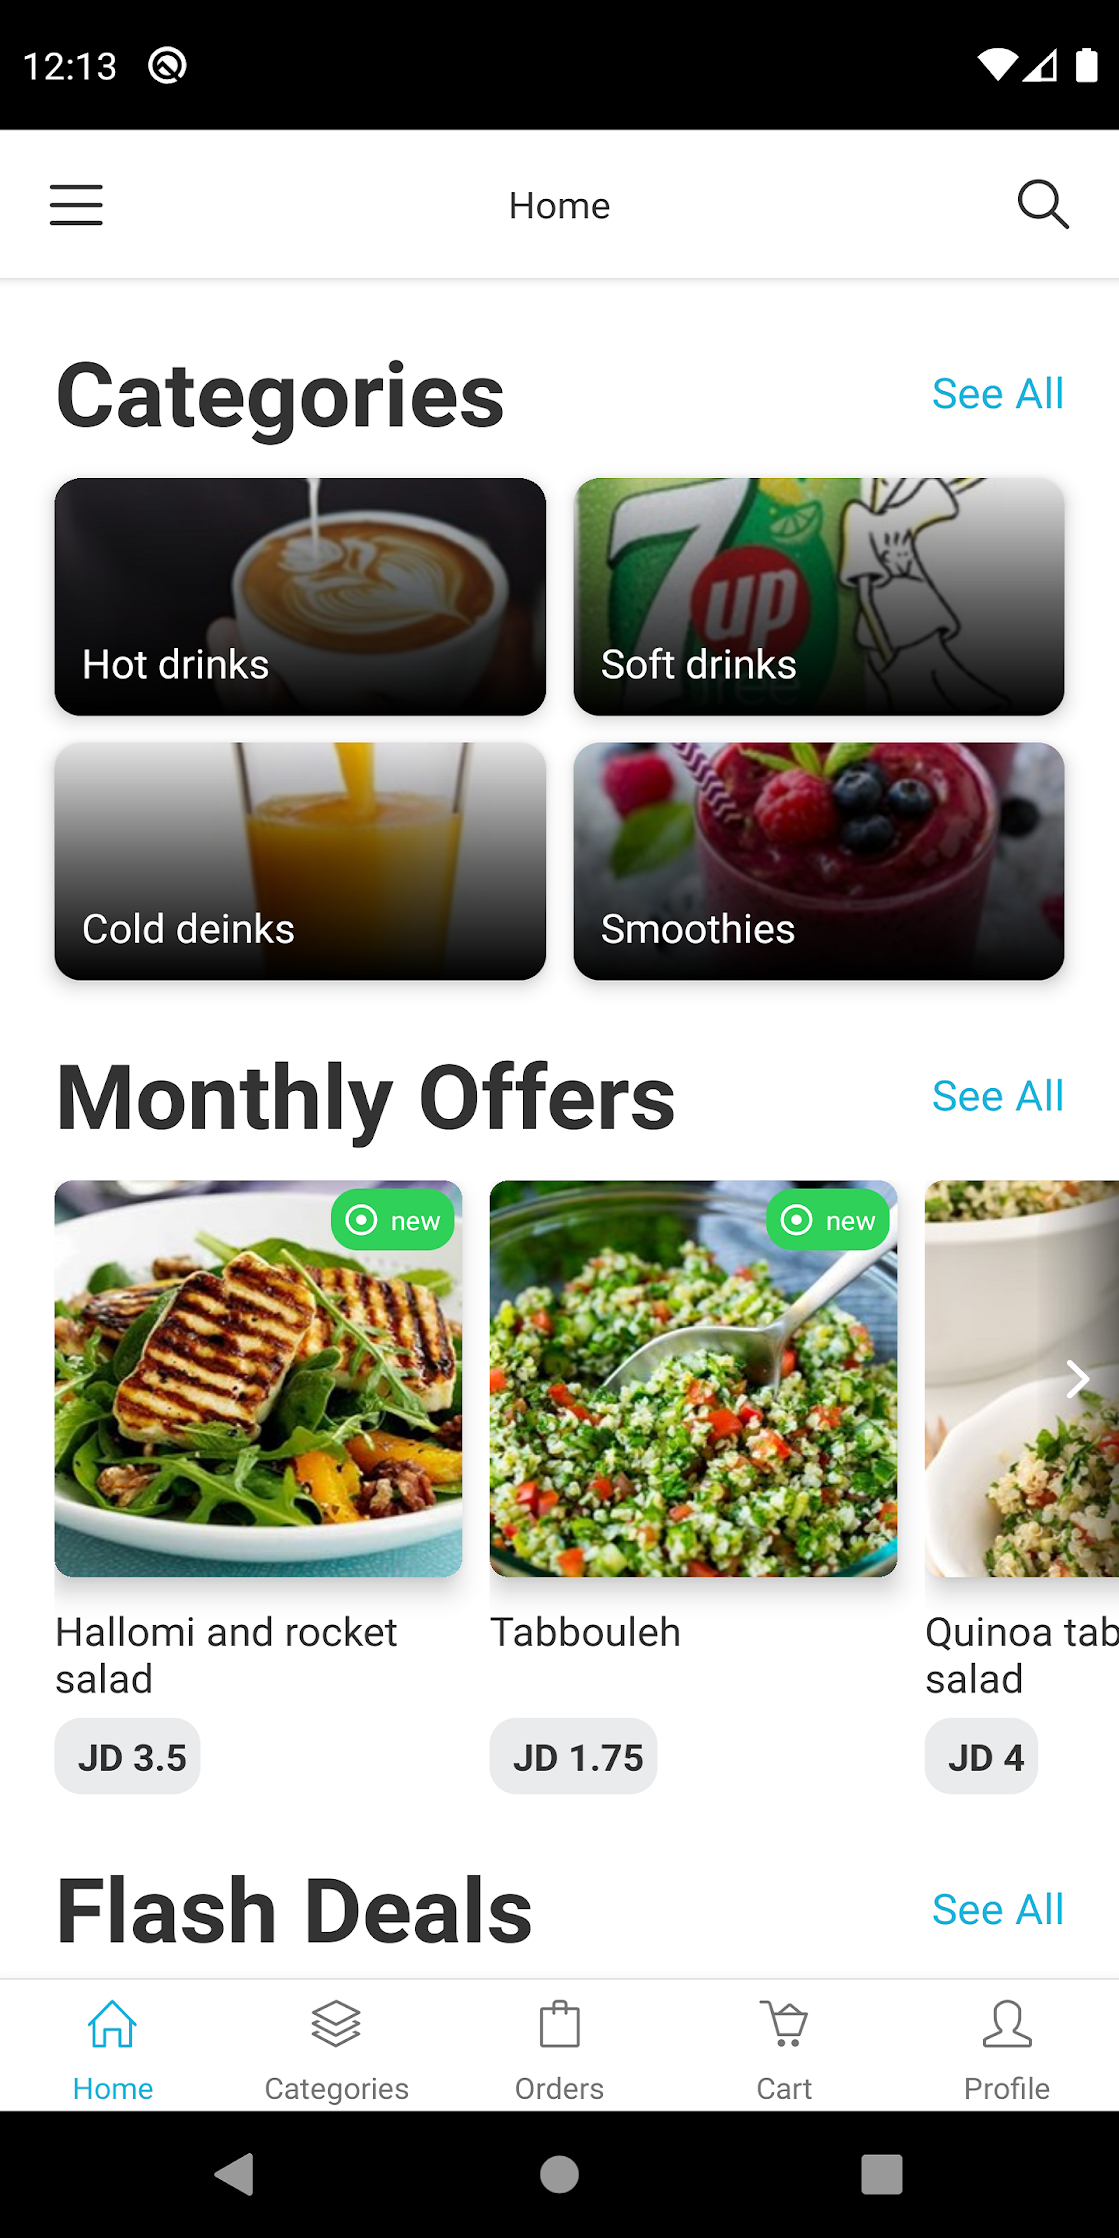 12:13
Home
Categories
See All
7up
free
Hot drinks
Soft drinks
Cold deinks
Smoothies
Monthly Offers
See All
new
new
Hallomi and rocket
salad
Tabbouleh
Quinoa tab
salad
JD 3.5
JD 1.75
JD 4
Flash Deals
See All
Home
Categories
Orders
Cart
Profile